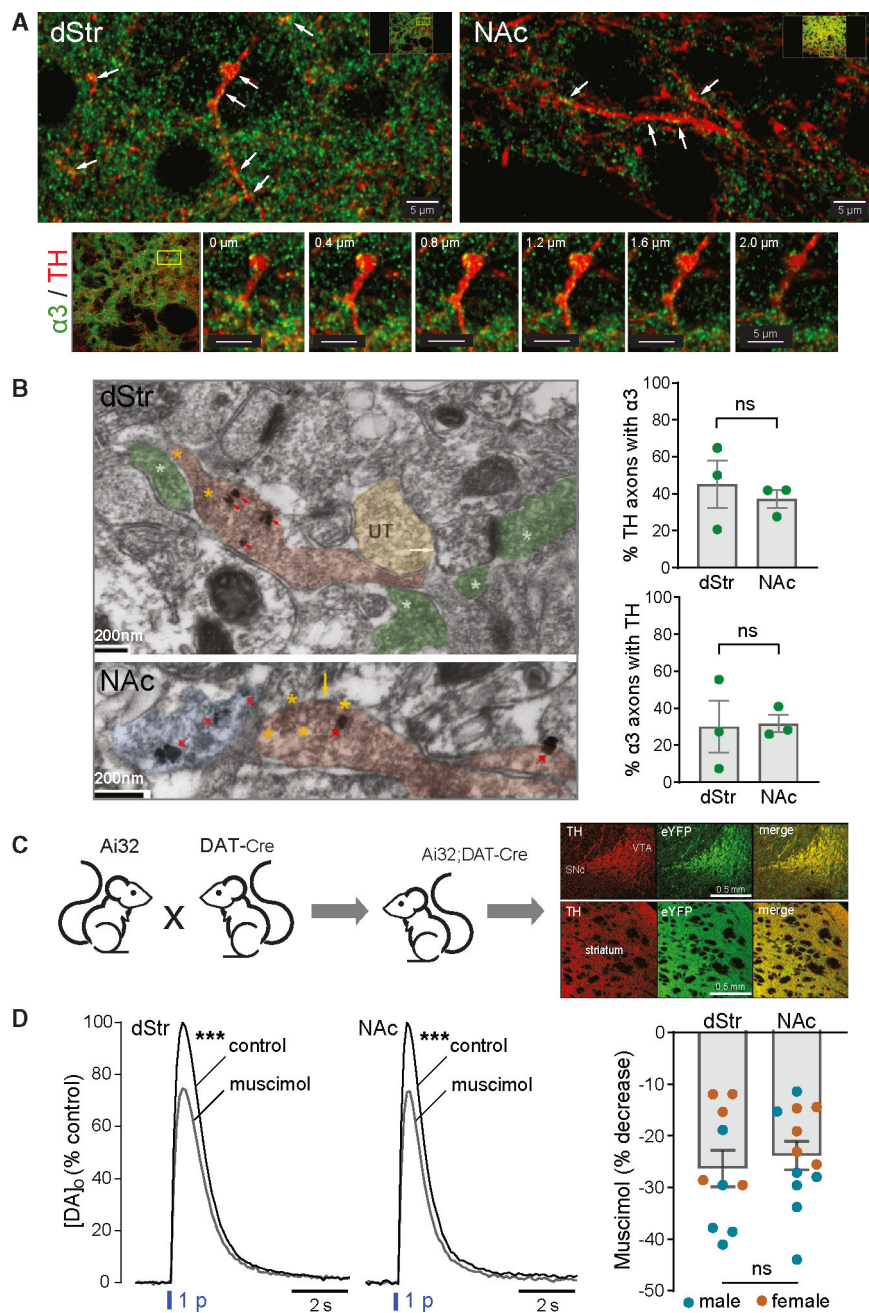 A
dStr
NAc
5 µm
5 µm
α3 / TH
0 µm
0.4 µm
0.8 µm
1.2 µm
1.6 µm
2.0 µm
5 µm
B
dStr
UT
200nm
NAc
200nm
% TH axons with α3
100
80
60
40
20
0
ns
dStr
NAc
% α3 axons with TH
100
80
60
40
20
0
ns
dStr
NAc
C
Ai32
DAT-Cre
X
Ai32;DAT-Cre
TH
eYFP
merge
VTA
SNc
0.5 mm
TH
eYFP
merge
striatum
0.5 mm
D
[DA]o (% control)
100
80
60
40
20
0
dStr
***
control
muscimol
1 p
2 s
NAc
***
control
muscimol
1 p
2 s
dStr
NAc
Muscimol (% decrease)
0
-10
-20
-30
-40
-50
ns
male
female